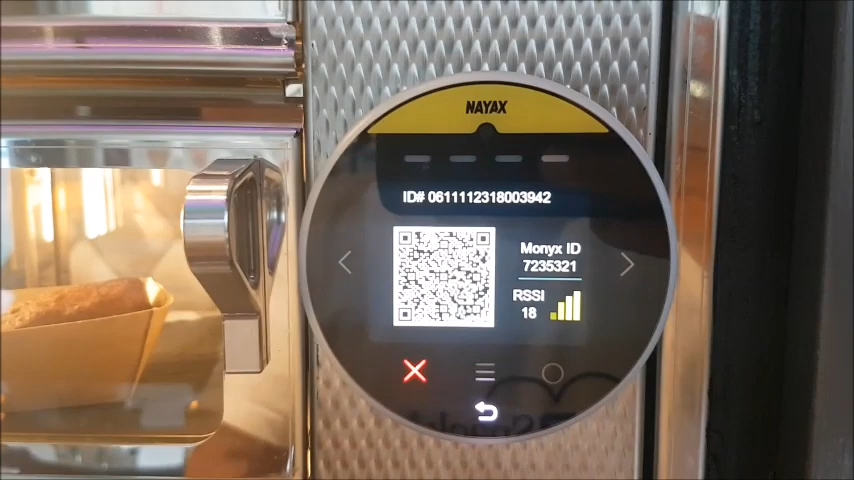 NAYAX
ID# 0611112318003942
Monyx ID
7235321
RSSI
18